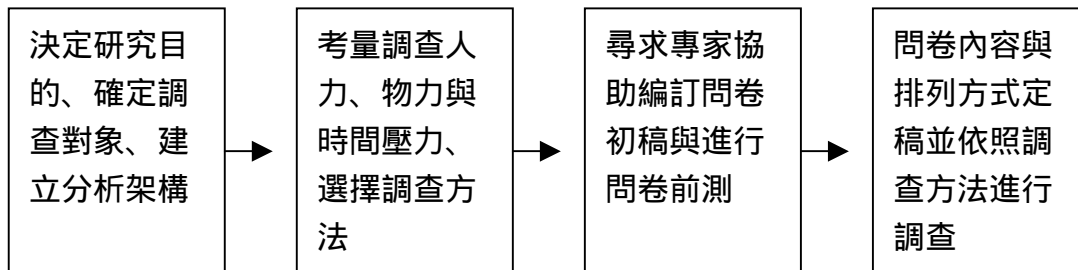 決定研究目
的、確定調
查對象、建
立分析架構
考量調查人
力、物力與
時間壓力、
選擇調查方
法
尋求專家協
助編訂問卷
初稿與進行
問卷前測
問卷內容與
排列方式定
稿並依照調
查方法進行
調查